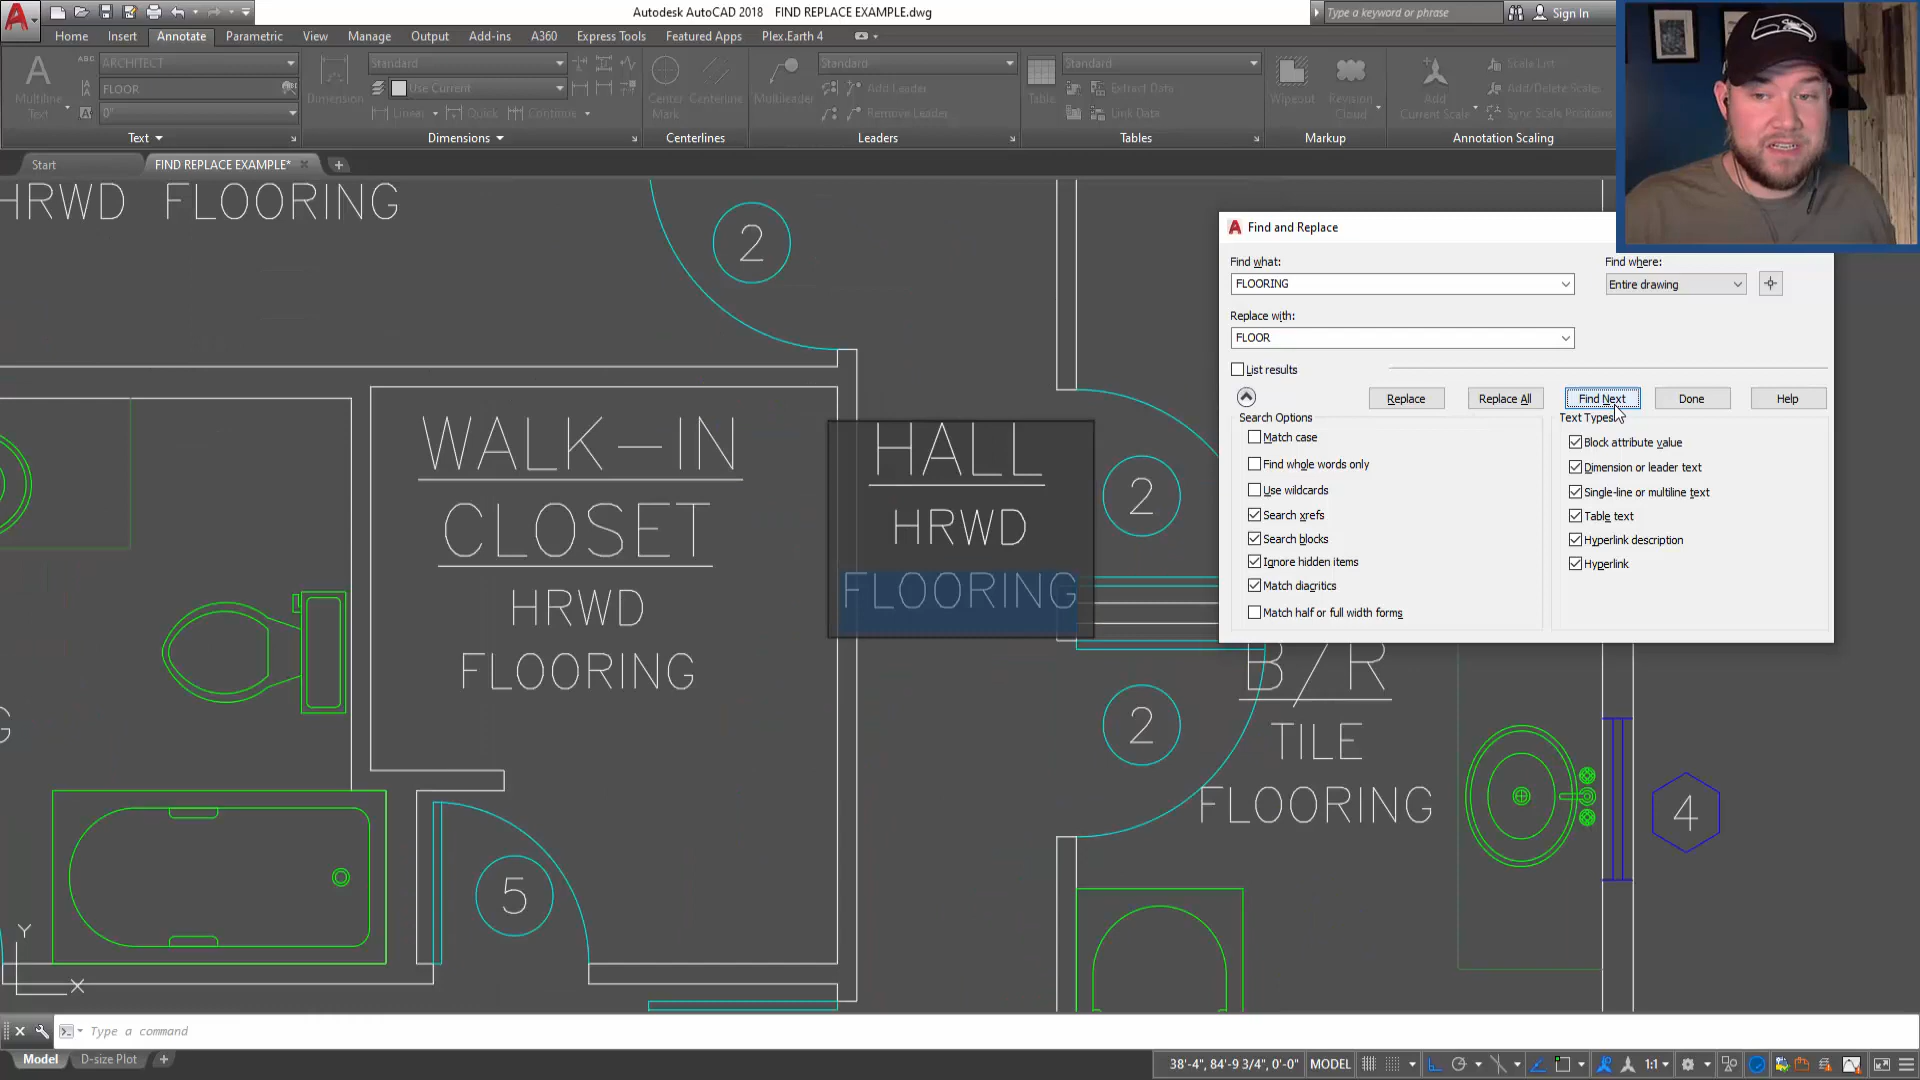 Autodesk AutoCAD 2018 FIND REPLACE EXAMPLE.dwg
Type a keyword or phrase
Sign In
Home Insert Annotate Parametric View Manage Output Add-ins A360 Express Tools Featured Apps Plex.Earth 4
Multiline Text
ABC ARCHITECT
FLOOR
0"
Text
Dimension
Standard
Use Current
Linear Quick Continue
Dimensions
Center Mark
Centerline
Centerlines
Multileader
Standard
Add Leader
Remove Leader
Leaders
Table
Standard
Extract Data
Link Data
Tables
Wipeout
Revision Cloud
Markup
Add Current Scale
Scale List
Add/Delete Scales
Sync Scale Positions
Annotation Scaling
Start FIND REPLACE EXAMPLE*
HRWD FLOORING
2
WALK-IN
CLOSET
HRWD
FLOORING
HALL
HRWD
FLOORING
2
2
B/R
TILE
FLOORING
5
4
Find and Replace
Find what:
FLOORING
Find where:
Entire drawing
Replace with:
FLOOR
List results
Replace Replace All Find Next Done Help
Search Options
Match case
Find whole words only
Use wildcards
Search xrefs
Search blocks
Ignore hidden items
Match diacritics
Match half or full width forms
Text Types
Block attribute value
Dimension or leader text
Single-line or multiline text
Table text
Hyperlink description
Hyperlink
Y
X
Type a command
Model D-size Plot
38'-4", 84'-9 3/4", 0'-0" MODEL 1:1